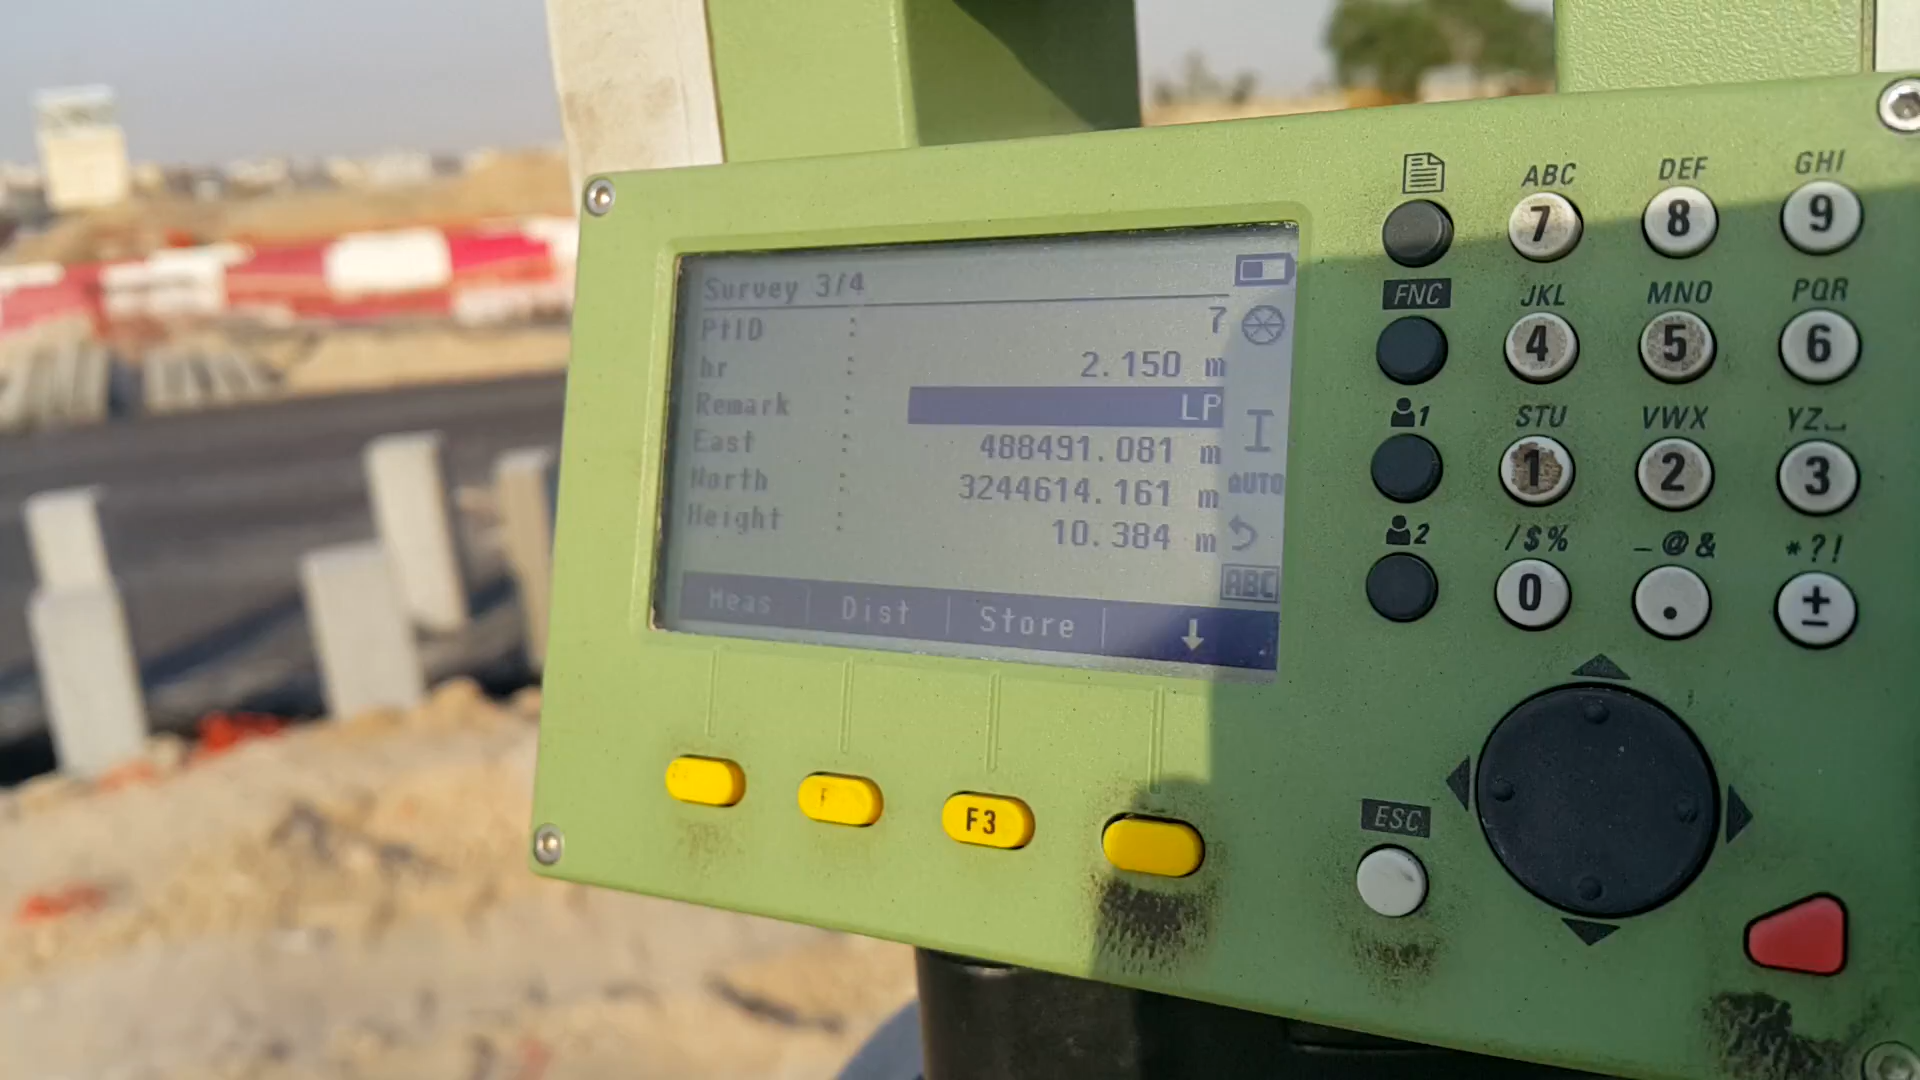 Survey 3/4
PtID : 7
hr : 2.150 m
Remark : LP
East : 488491.081 m
North : 3244614.161 m
Height : 10.384 m
AUTO
ABC
Meas Dist Store
F F3
ABC DEF GHI
7 8 9
FNC JKL MNO PQR
4 5 6
1 STU VWX YZ
1 2 3
2 /$% _@& *?!
0 . ±
ESC